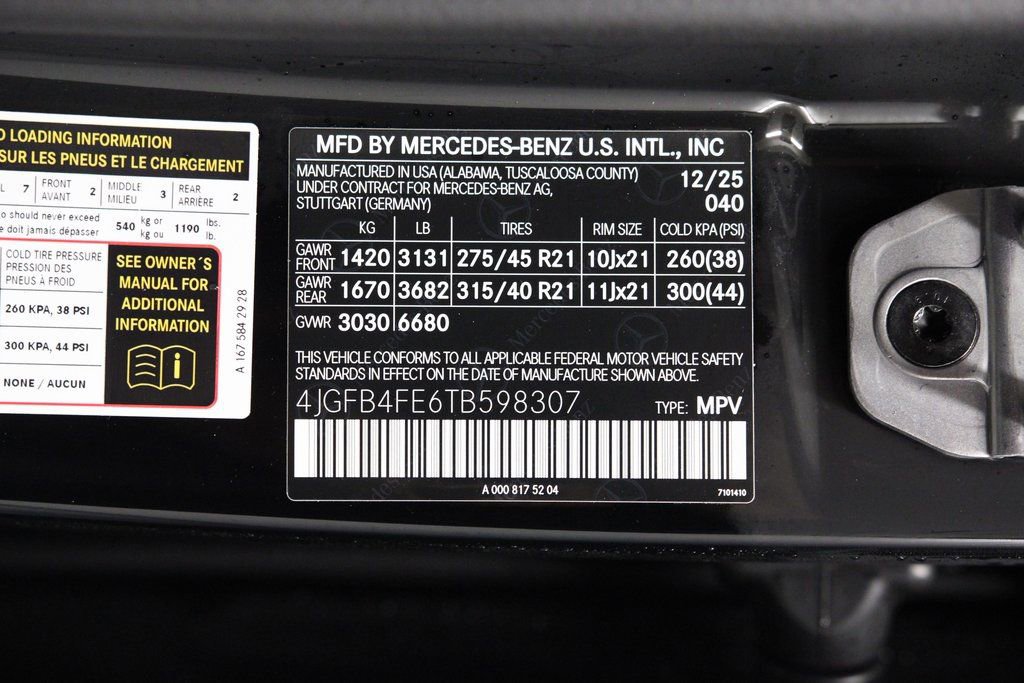 D LOADING INFORMATION
SUR LES PNEUS ET LE CHARGEMENT
L 7 FRONT AVANT 2 MIDDLE MILIEU 3 REAR ARRIÈRE 2
o should never exceed
e doit jamais dépasser 540 kg or kg ou 1190 lbs. lb.
COLD TIRE PRESSURE
PRESSION DES
PNEUS À FROID
260 KPA, 38 PSI
300 KPA, 44 PSI
NONE / AUCUN
SEE OWNER´S
MANUAL FOR
ADDITIONAL
INFORMATION
A 167 584 29 28
MFD BY MERCEDES-BENZ U.S. INTL., INC
MANUFACTURED IN USA (ALABAMA, TUSCALOOSA COUNTY) 12/25
UNDER CONTRACT FOR MERCEDES-BENZ AG,
STUTTGART (GERMANY) 040
KG LB TIRES RIM SIZE COLD KPA (PSI)
GAWR FRONT 1420 3131 275/45 R21 10Jx21 260(38)
GAWR REAR 1670 3682 315/40 R21 11Jx21 300(44)
GVWR 3030 6680
THIS VEHICLE CONFORMS TO ALL APPLICABLE FEDERAL MOTOR VEHICLE SAFETY
STANDARDS IN EFFECT ON THE DATE OF MANUFACTURE SHOWN ABOVE.
4JGFB4FE6TB598307 TYPE: MPV
A 000 817 52 04 7101410